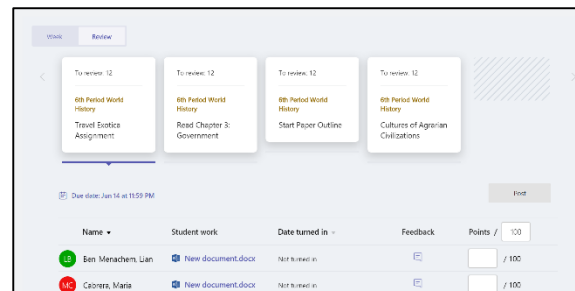 Week Review
To review: 12 To review: 12 To review: 12 To review: 12
6th Period World 6th Period World 6th Period World 6th Period World
History History History History
Travel Exotica Read Chapter 3: Start Paper Outline Cultures of Agrarian
Assignment Government Civilizations
Due date: Jun 14 at 11:59 PM Post
Name Student work Date turned in Feedback Points / 100
LB Ben Menachem, Lian New document.docx Not turned in / 100
MC Cabrera, Maria New document.docx Not turned in / 100